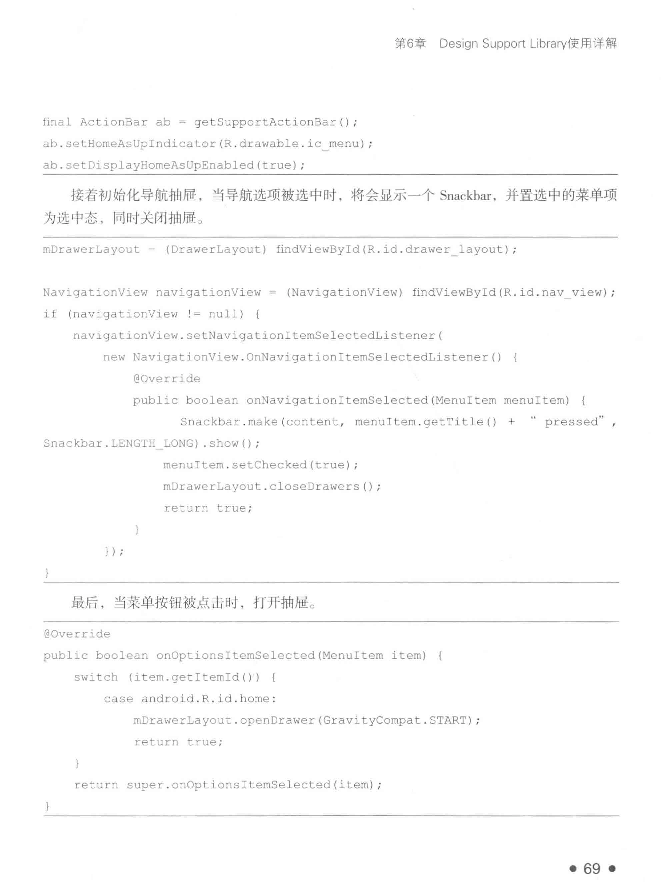 第6章 Design Support Library使用详解
final ActionBar ab = getSupportActionBar();
ab.setHomeAsUpIndicator(R.drawable.ic_menu);
ab.setDisplayHomeAsUpEnabled(true);
接着初始化导航抽屉，当导航选项被选中时，将会显示一个 Snackbar，并置选中的菜单项
为选中态，同时关闭抽屉。
mDrawerLayout = (DrawerLayout) findViewById(R.id.drawer_layout);
NavigationView navigationView = (NavigationView) findViewById(R.id.nav_view);
if (navigationView != null) {
navigationView.setNavigationItemSelectedListener(
new NavigationView.OnNavigationItemSelectedListener() {
@Override
public boolean onNavigationItemSelected(MenuItem menuItem) {
Snackbar.make(content, menuItem.getTitle() + “ pressed”,
Snackbar.LENGTH_LONG).show();
menuItem.setChecked(true);
mDrawerLayout.closeDrawers();
return true;
}
});
}
最后，当菜单按钮被点击时，打开抽屉。
@Override
public boolean onOptionsItemSelected(MenuItem item) {
switch (item.getItemId()) {
case android.R.id.home:
mDrawerLayout.openDrawer(GravityCompat.START);
return true;
}
return super.onOptionsItemSelected(item);
}
• 69 •